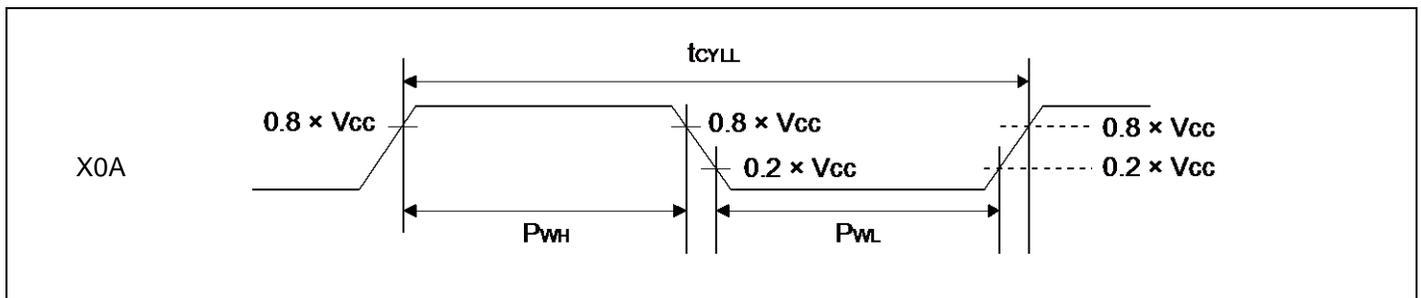 tCYLL
0.8 × Vcc
0.8 × Vcc
0.8 × Vcc
X0A
0.2 × Vcc
0.2 × Vcc
PWH
PWL